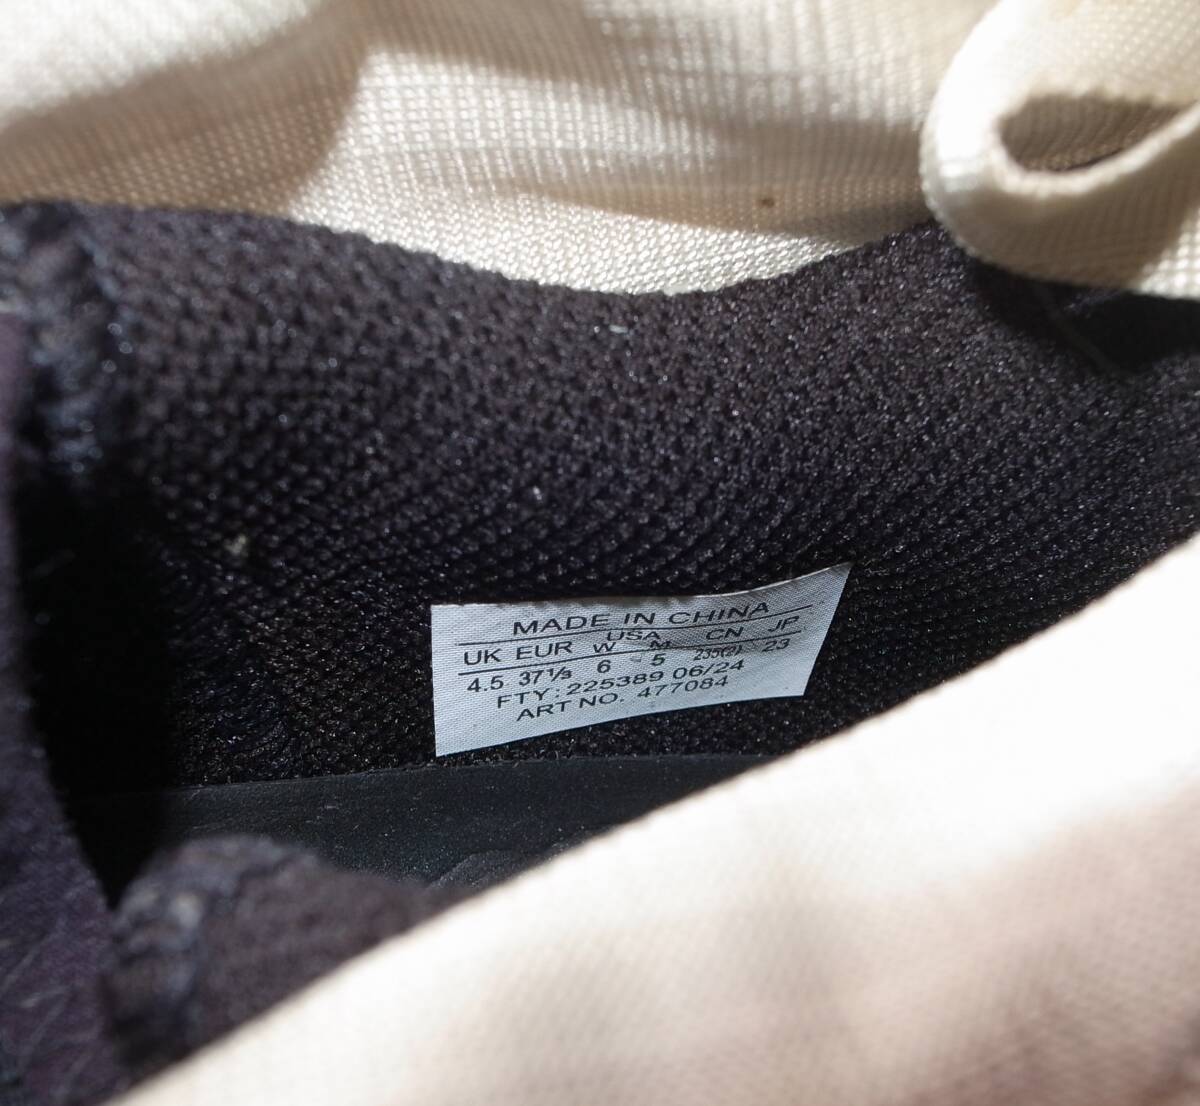 MADE IN CHINA
USA
UK EUR W M CN JP
4.5 37⅓ 6 5 235(2) 23
FTY: 225389 06/24
ART NO. 477084